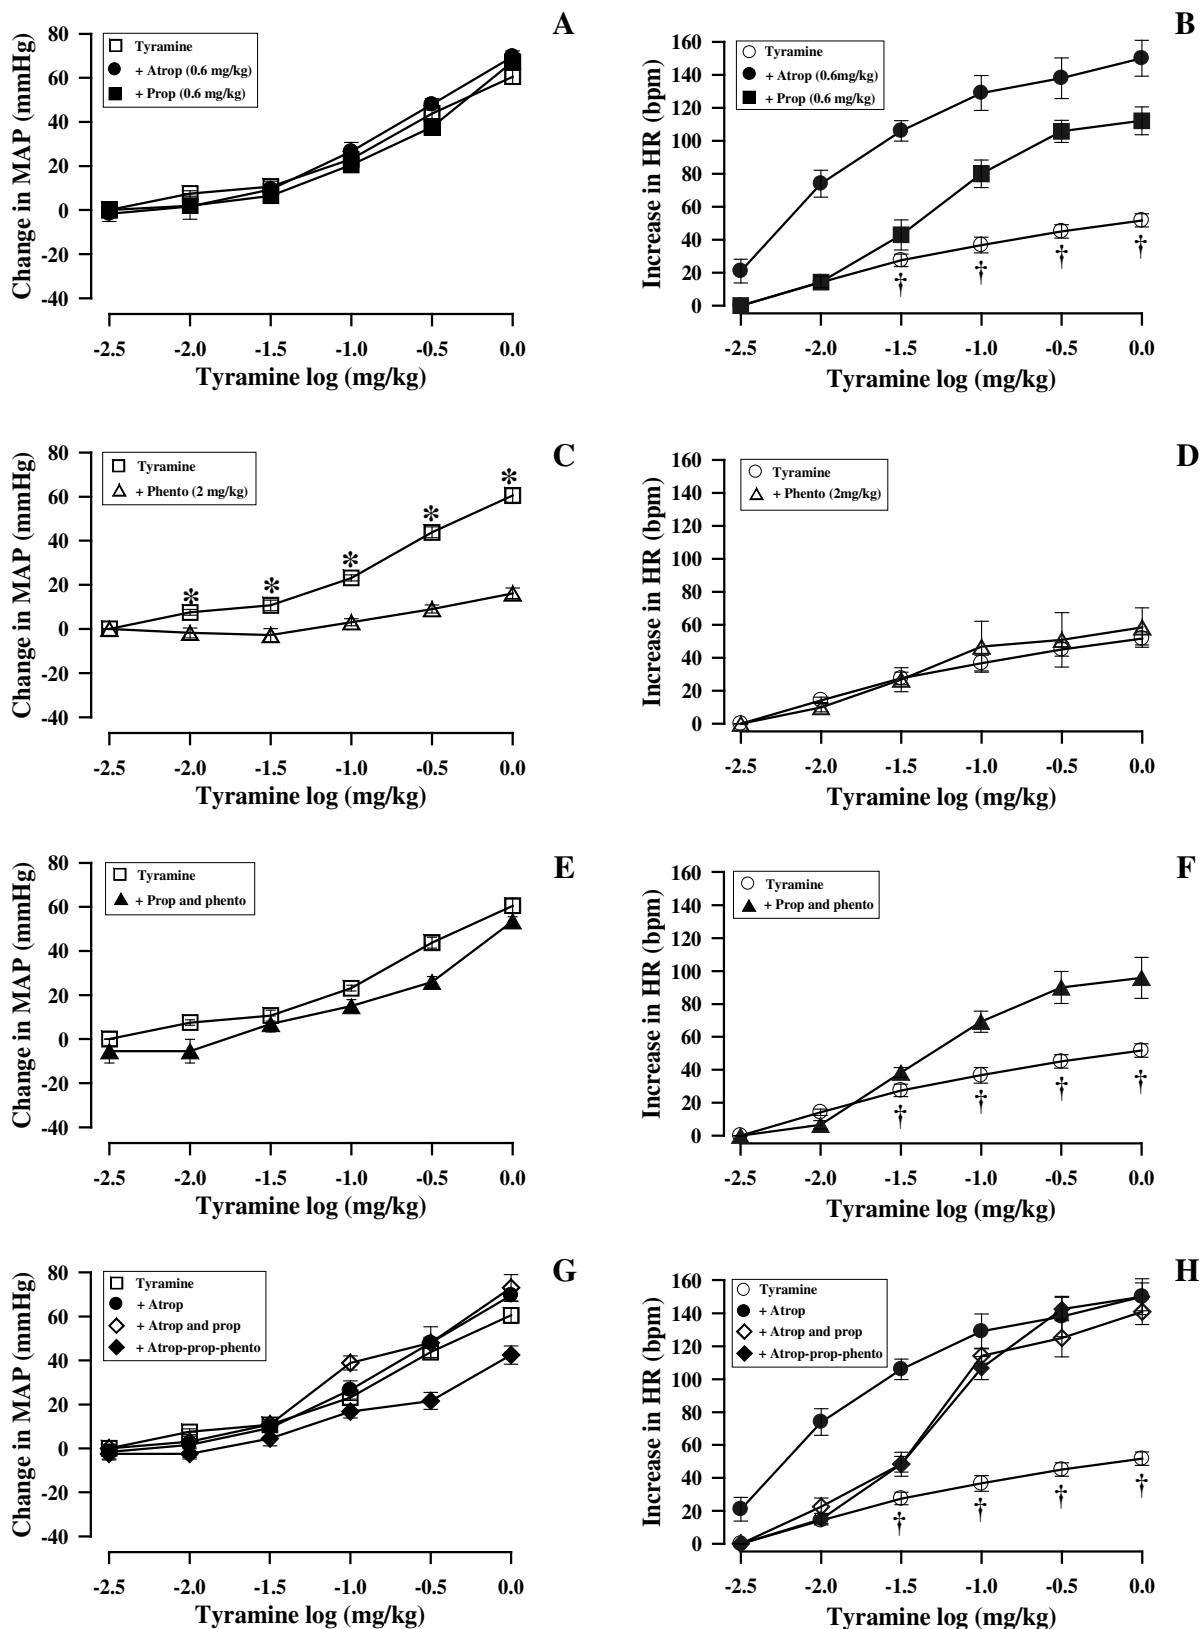 A
Change in MAP (mmHg)
80
60
40
20
0
-20
-40
Tyramine
+ Atrop (0.6 mg/kg)
+ Prop (0.6 mg/kg)
-2.5 -2.0 -1.5 -1.0 -0.5 0.0
Tyramine log (mg/kg)
B
Increase in HR (bpm)
160
140
120
100
80
60
40
20
0
Tyramine
+ Atrop (0.6mg/kg)
+ Prop (0.6 mg/kg)
† † † †
-2.5 -2.0 -1.5 -1.0 -0.5 0.0
Tyramine log (mg/kg)
C
Change in MAP (mmHg)
80
60
40
20
0
-20
-40
Tyramine
+ Phento (2 mg/kg)
* * * * *
-2.5 -2.0 -1.5 -1.0 -0.5 0.0
Tyramine log (mg/kg)
D
Increase in HR (bpm)
160
140
120
100
80
60
40
20
0
Tyramine
+ Phento (2mg/kg)
-2.5 -2.0 -1.5 -1.0 -0.5 0.0
Tyramine log (mg/kg)
E
Change in MAP (mmHg)
80
60
40
20
0
-20
-40
Tyramine
+ Prop and phento
-2.5 -2.0 -1.5 -1.0 -0.5 0.0
Tyramine log (mg/kg)
F
Increase in HR (bpm)
160
140
120
100
80
60
40
20
0
Tyramine
+ Prop and phento
‡ ‡ ‡ ‡
-2.5 -2.0 -1.5 -1.0 -0.5 0.0
Tyramine log (mg/kg)
G
Change in MAP (mmHg)
80
60
40
20
0
-20
-40
Tyramine
+ Atrop
+ Atrop and prop
+ Atrop-prop-phento
-2.5 -2.0 -1.5 -1.0 -0.5 0.0
Tyramine log (mg/kg)
H
Increase in HR (bpm)
160
140
120
100
80
60
40
20
0
Tyramine
+ Atrop
+ Atrop and prop
+ Atrop-prop-phento
† ‡ ‡ †
-2.5 -2.0 -1.5 -1.0 -0.5 0.0
Tyramine log (mg/kg)